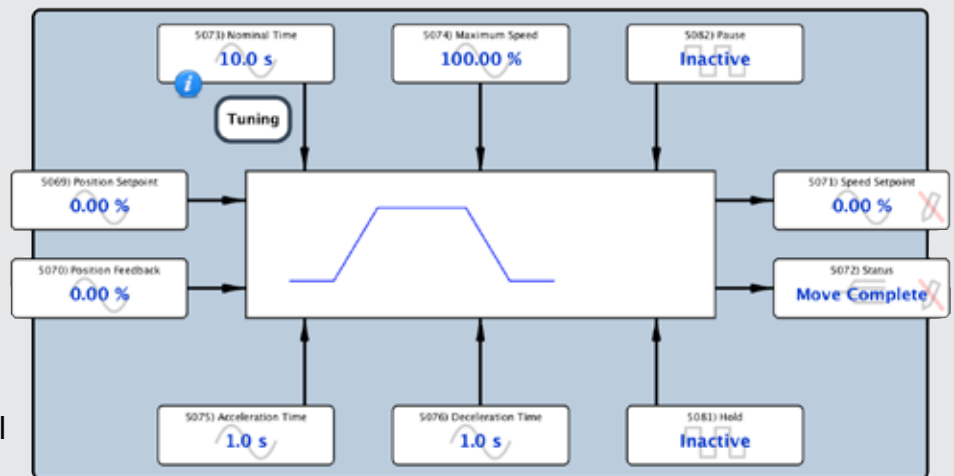 5073) Nominal Time
10.0 s
5074) Maximum Speed
100.00 %
5082) Pause
Inactive
i
Tuning
5069) Position Setpoint
0.00 %
5071) Speed Setpoint
0.00 %
5070) Position Feedback
0.00 %
5072) Status
Move Complete
5075) Acceleration Time
1.0 s
5076) Deceleration Time
1.0 s
5081) Hold
Inactive